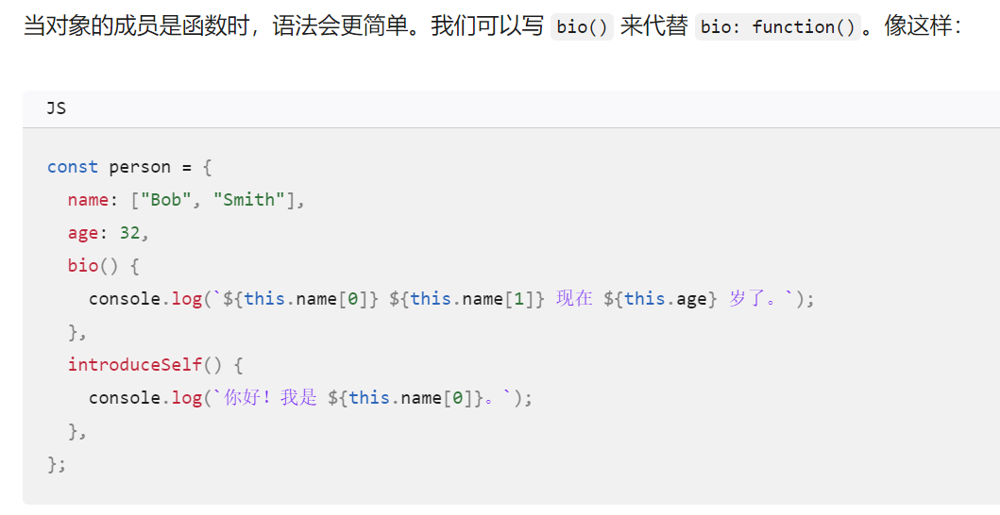 当对象的成员是函数时，语法会更简单。我们可以写 bio() 来代替 bio: function() 。像这样：
JS
const person = {
  name: ["Bob", "Smith"],
  age: 32,
  bio() {
    console.log(`${this.name[0]} ${this.name[1]} 现在 ${this.age} 岁了。`);
  },
  introduceSelf() {
    console.log(`你好！我是 ${this.name[0]}。`);
  },
};